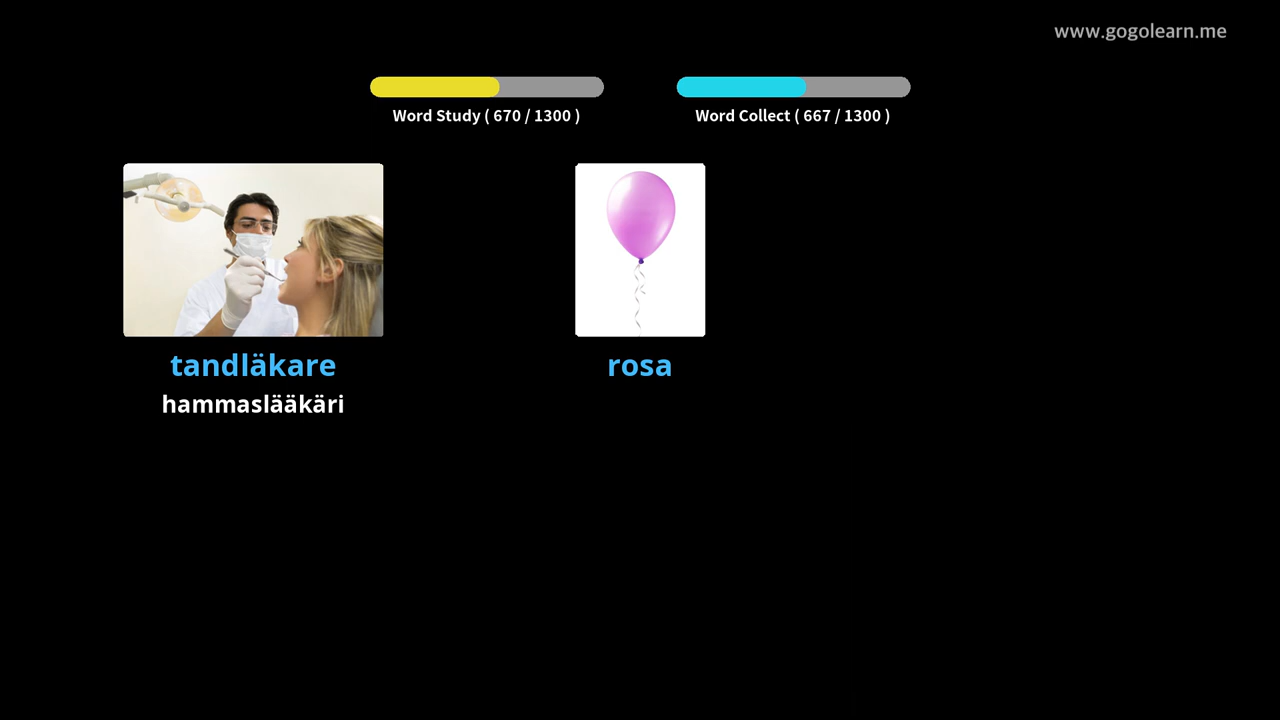 www.gogolearn.me
Word Study ( 670 / 1300 )
Word Collect ( 667 / 1300 )
tandläkare
hammaslääkäri
rosa